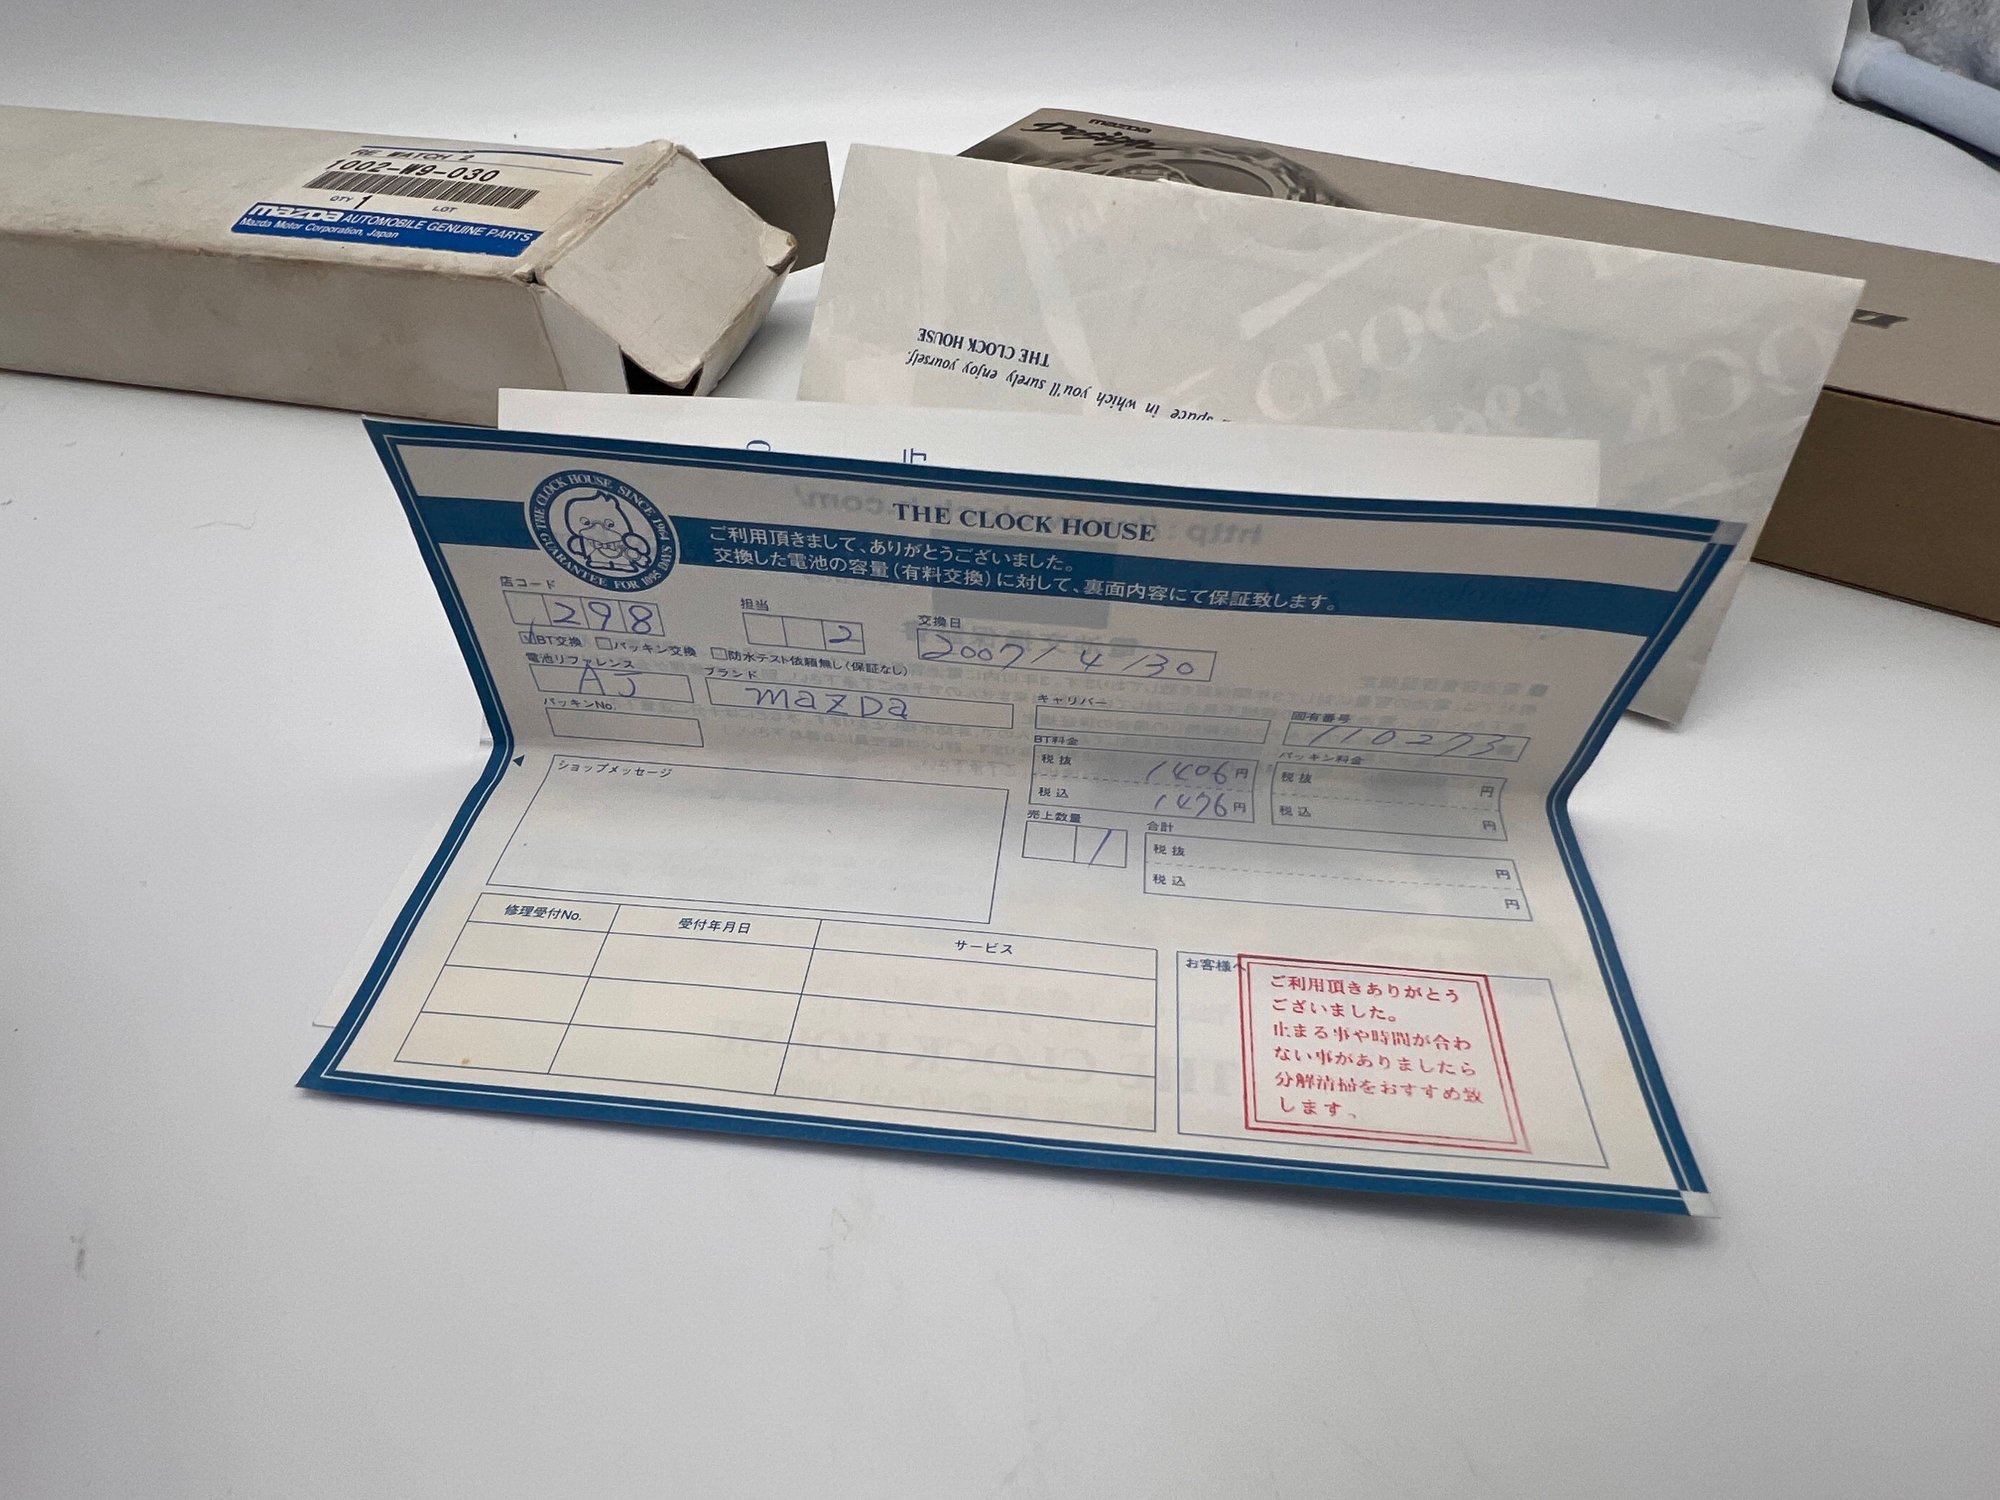 RE WATCH 2
1002-W9-030
QTY 1 LOT
mazda AUTOMOBILE GENUINE PARTS
Mazda Motor Corporation, Japan
mazda
Design
THE CLOCK HOUSE
space in which you'll surely enjoy yourself.
CLOCK
THE CLOCK HOUSE
THE CLOCK HOUSE SINCE 1964
GUARANTEE FOR 1095 DAYS
ご利用頂きまして、ありがとうございました。
交換した電池の容量(有料交換)に対して、裏面内容にて保証致します。
店コード 298
担当 2
交換日 2007/4/30
BT交換 パッキン交換 防水テスト依頼無し(保証なし)
電池リファレンス AJ
ブランド mazda
キャリバー
固有番号 110273
パッキンNo.
BT料金
税抜 1406円
税込 1476円
パッキン料金
税抜 円
税込 円
ショップメッセージ
売上数量 1
合計
税抜 円
税込 円
修理受付No. 受付年月日 サービス
お客様へ
ご利用頂きありがとう
ございました。
止まる事や時間が合わ
ない事がありましたら
分解清掃をおすすめ致
します。